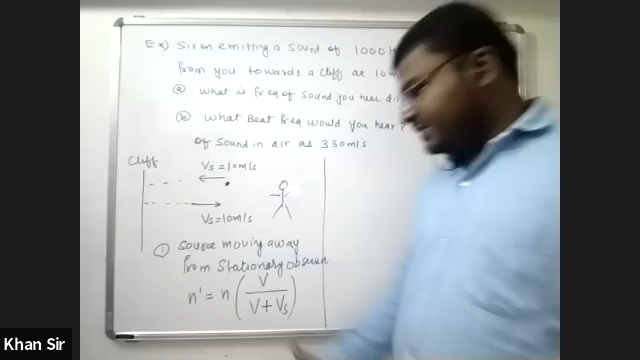 Ex) Siren emitting a sound of 1000 H
from you towards a cliff at 10m
(a) what is freq of sound you hear di
(b) what Beat freq would you hear ?
of sound in air as 330m/s
Cliff
Vs = 10m/s
Vs = 10m/s
(1) Source moving away
from Stationary observer.
n' = n ( V / V + Vs )
Khan Sir